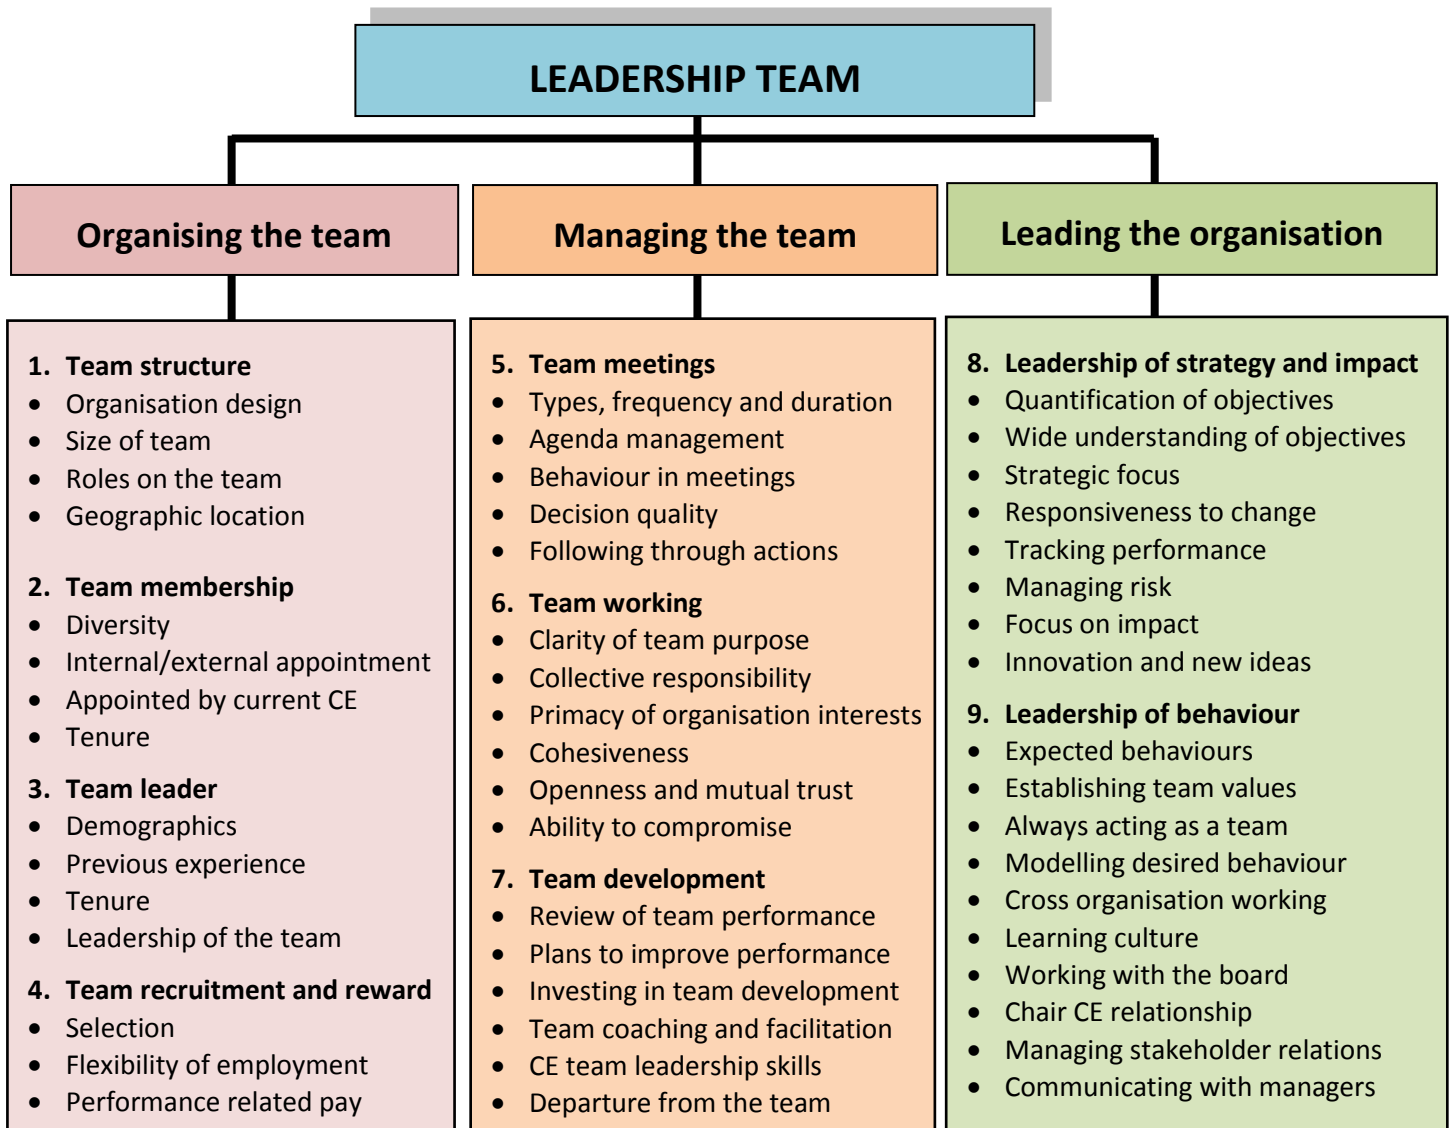 LEADERSHIP TEAM
Organising the team
Managing the team
Leading the organisation
1. Team structure
• Organisation design
• Size of team
• Roles on the team
• Geographic location
2. Team membership
• Diversity
• Internal/external appointment
• Appointed by current CE
• Tenure
3. Team leader
• Demographics
• Previous experience
• Tenure
• Leadership of the team
4. Team recruitment and reward
• Selection
• Flexibility of employment
• Performance related pay
5. Team meetings
• Types, frequency and duration
• Agenda management
• Behaviour in meetings
• Decision quality
• Following through actions
6. Team working
• Clarity of team purpose
• Collective responsibility
• Primacy of organisation interests
• Cohesiveness
• Openness and mutual trust
• Ability to compromise
7. Team development
• Review of team performance
• Plans to improve performance
• Investing in team development
• Team coaching and facilitation
• CE team leadership skills
• Departure from the team
8. Leadership of strategy and impact
• Quantification of objectives
• Wide understanding of objectives
• Strategic focus
• Responsiveness to change
• Tracking performance
• Managing risk
• Focus on impact
• Innovation and new ideas
9. Leadership of behaviour
• Expected behaviours
• Establishing team values
• Always acting as a team
• Modelling desired behaviour
• Cross organisation working
• Learning culture
• Working with the board
• Chair CE relationship
• Managing stakeholder relations
• Communicating with managers